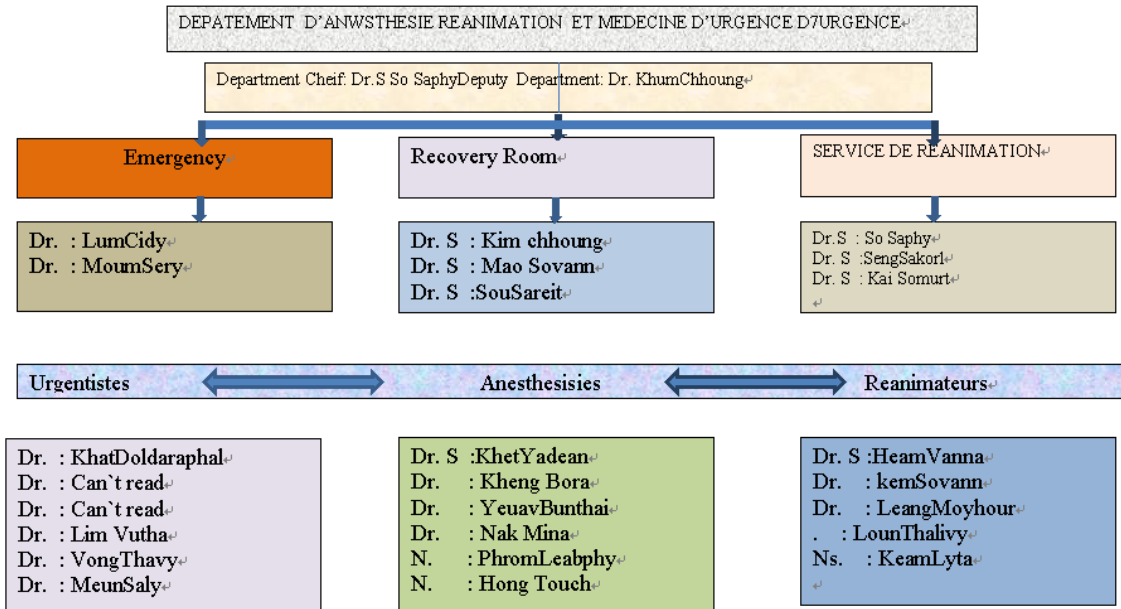 DEPATEMENT D'ANWSTHESIE REANIMATION ET MEDECINE D'URGENCE D7URGENCE
Department Cheif: Dr.S So SaphyDeputy Department: Dr. KhumChhoung
Emergency
Recovery Room
SERVICE DE REANIMATION
Dr. : LumCidy
Dr. : MoumSery
Dr. S : Kim chhoung
Dr. S : Mao Sovann
Dr. S :SouSareit
Dr.S : So Saphy
Dr. S :SengSakorl
Dr. S : Kai Somurt
Urgentistes
Anesthesisies
Reanimateurs
Dr. : KhatDoldaraphal
Dr. : Can`t read
Dr. : Can`t read
Dr. : Lim Vutha
Dr. : VongThavy
Dr. : MeunSaly
Dr. S :KhetYadean
Dr. : Kheng Bora
Dr. : YeuavBunthai
Dr. : Nak Mina
N. : PhromLeabphy
N. : Hong Touch
Dr. S :HeamVanna
Dr. : kemSovann
Dr. : LeangMoyhour
. : LounThalivy
Ns. : KeamLyta